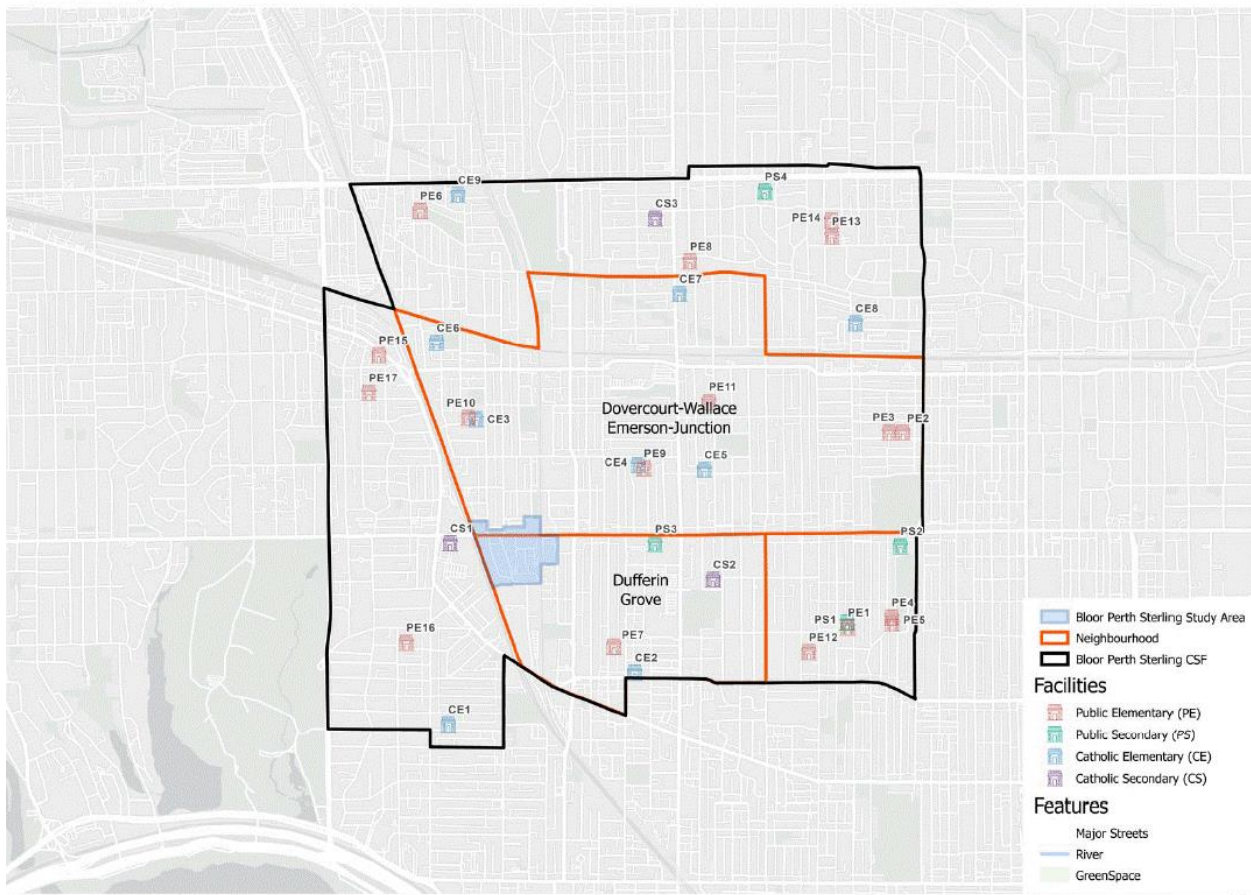 CE9
PS4
PE6
CS3
PE14
PE13
PE8
CE7
CE8
CE6
PE15
PE17
PE11
PE10
CE3
Dovercourt-Wallace
Emerson-Junction
PE3
PE2
CE4
PE9
CE5
CS1
PS3
PS2
CS2
Dufferin
Grove
PE4
PS1
PE1
PE5
PE16
PE7
PE12
CE2
CE1
Bloor Perth Sterling Study Area
Neighbourhood
Bloor Perth Sterling CSF
Facilities
Public Elementary (PE)
Public Secondary (PS)
Catholic Elementary (CE)
Catholic Secondary (CS)
Features
Major Streets
River
GreenSpace